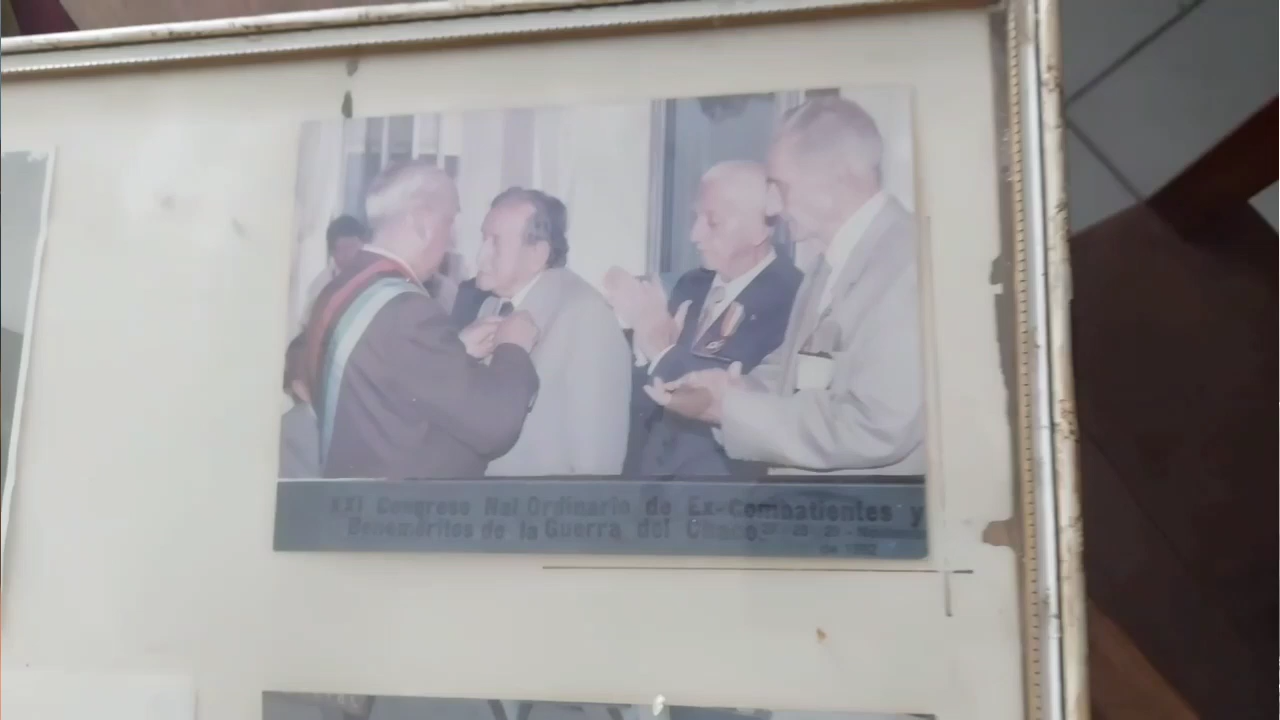 XXI Congreso Nal Ordinario de Ex-Combatientes y
Beneméritos de la Guerra del Chaco.
de 1992